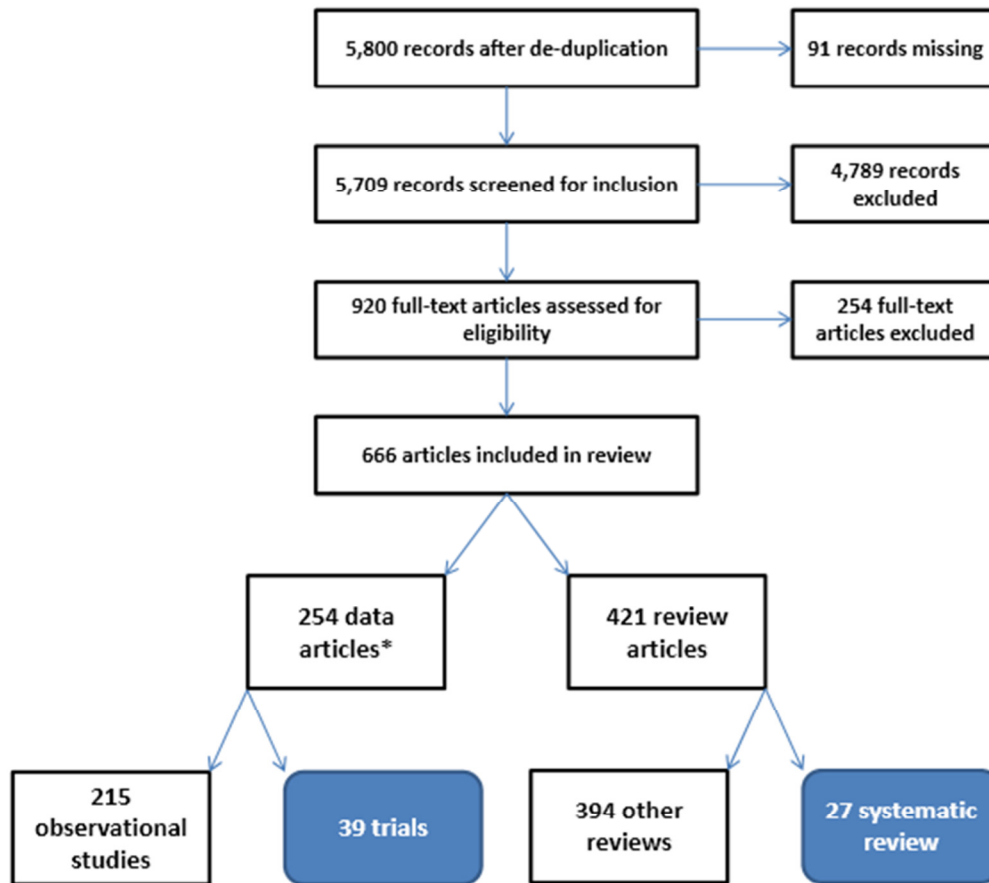 5,800 records after de-duplication
91 records missing
5,709 records screened for inclusion
4,789 records
excluded
920 full-text articles assessed for
eligibility
254 full-text
articles excluded
666 articles included in review
254 data
articles*
421 review
articles
215
observational
studies
39 trials
394 other
reviews
27 systematic
review